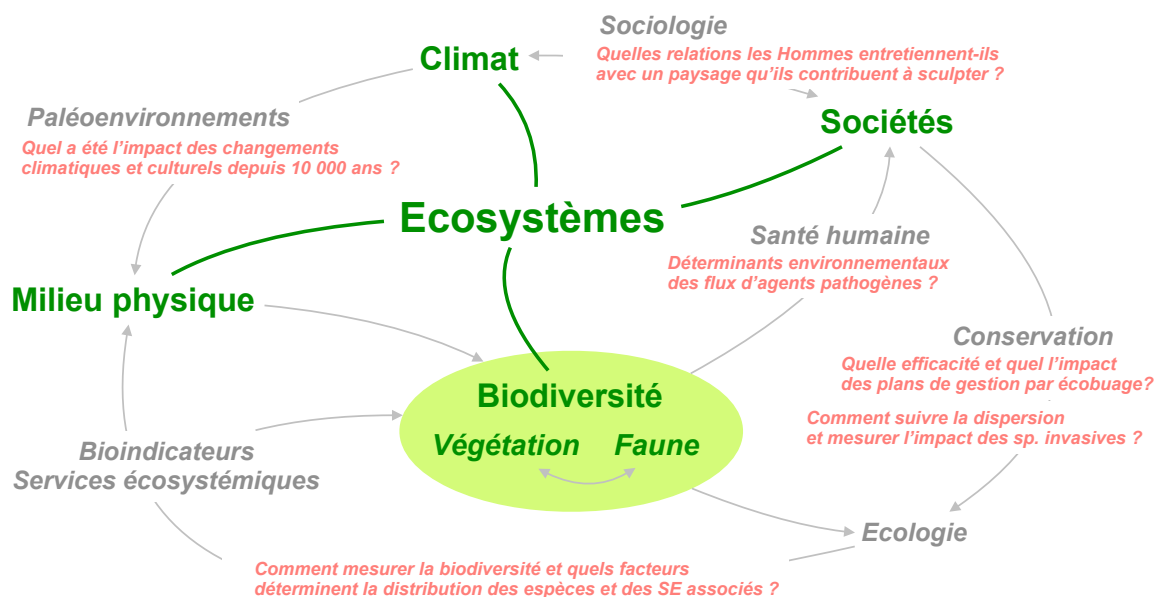 Sociologie
Quelles relations les Hommes entretiennent-ils
avec un paysage qu’ils contribuent à sculpter ?
Climat
Paléoenvironnements
Quel a été l’impact des changements
climatiques et culturels depuis 10 000 ans ?
Sociétés
Ecosystèmes
Santé humaine
Déterminants environnementaux
des flux d’agents pathogènes ?
Milieu physique
Conservation
Quelle efficacité et quel l’impact
des plans de gestion par écobuage?
Comment suivre la dispersion
et mesurer l’impact des sp. invasives ?
Biodiversité
Végétation Faune
Bioindicateurs
Services écosystémiques
Ecologie
Comment mesurer la biodiversité et quels facteurs
déterminent la distribution des espèces et des SE associés ?